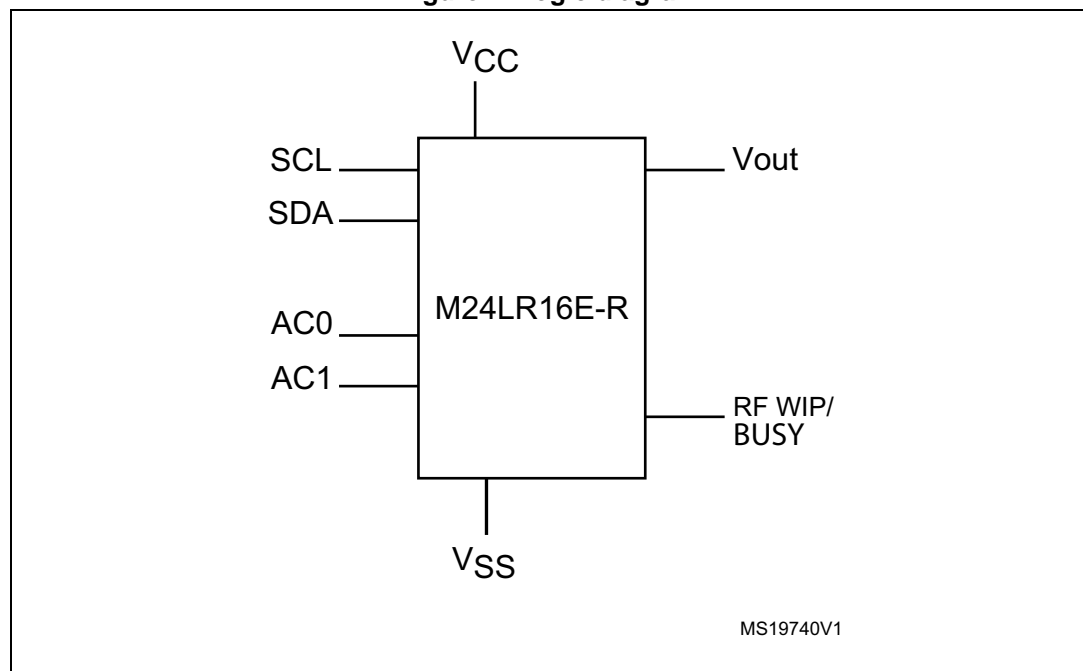 VCC
SCL
Vout
SDA
M24LR16E-R
AC0
AC1
RF WIP/
BUSY
VSS
MS19740V1